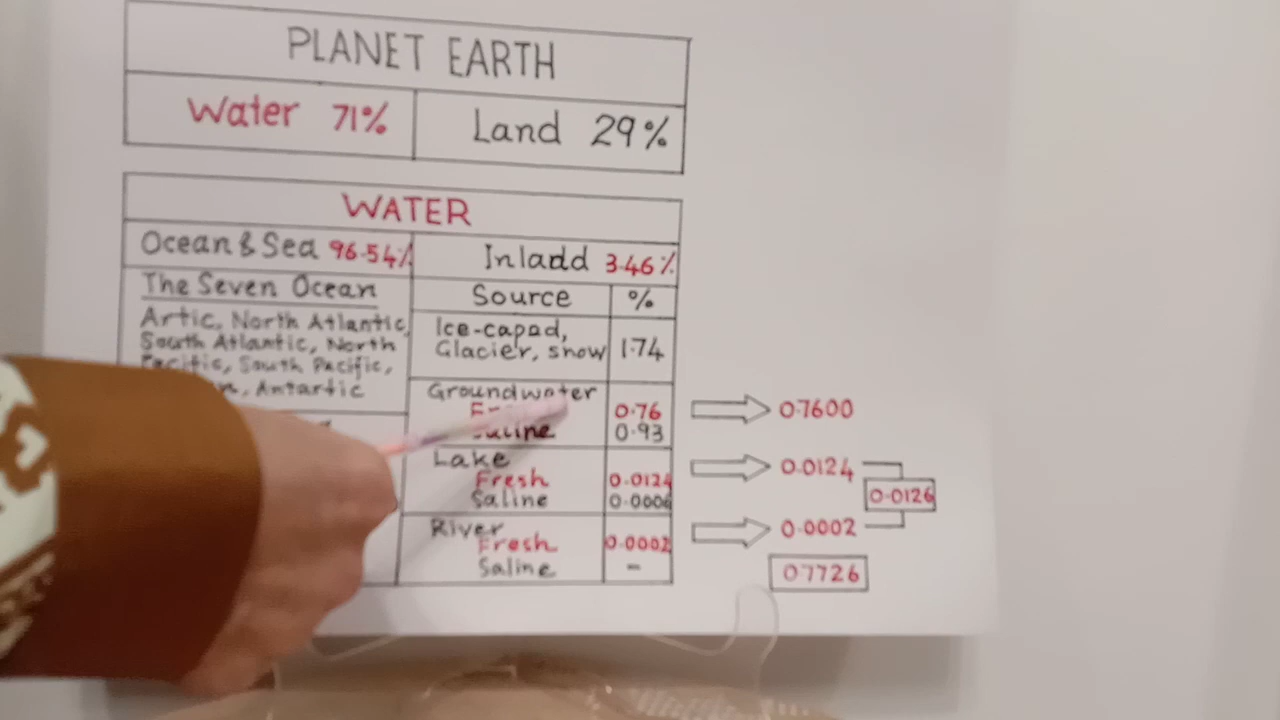 PLANET EARTH
Water 71%
Land 29%
WATER
Ocean & Sea 96.54%
Inladd 3.46%
The Seven Ocean
Artic, North Atlantic,
South Atlantic, North
Pacific, South Pacific,
Antartic
Source
%
Ice-capad,
Glacier, snow
1.74
Groundwater
0.76
Saline
0.93
Lake
Fresh
0.0124
Saline
0.0006
River
Fresh
0.0002
Saline
-
0.7600
0.0124
0.0126
0.0002
0.7726